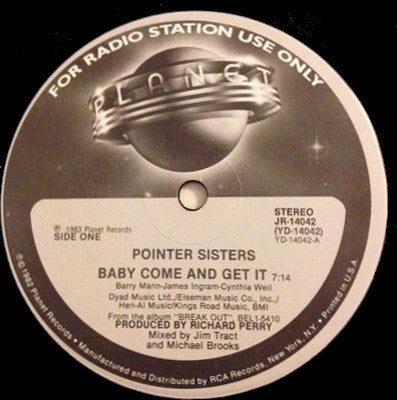 FOR RADIO STATION USE ONLY
PLANET
℗ 1983 Planet Records
SIDE ONE
STEREO
JR-14042
(YD-14042)
YD-14042-A
POINTER SISTERS
BABY COME AND GET IT 7:14
Barry Mann-James Ingram-Cynthia Weil
Dyad Music Ltd./Eiseman Music Co., Inc./
Hen-Al Music/Kings Road Music, BMI
From the album "BREAK OUT", BEL1-5410
PRODUCED BY RICHARD PERRY
Mixed by Jim Tract
and Michael Brooks
℗©1982 Planet Records • Manufactured and Distributed by RCA Records, New York, N.Y. • Printed in U.S.A.